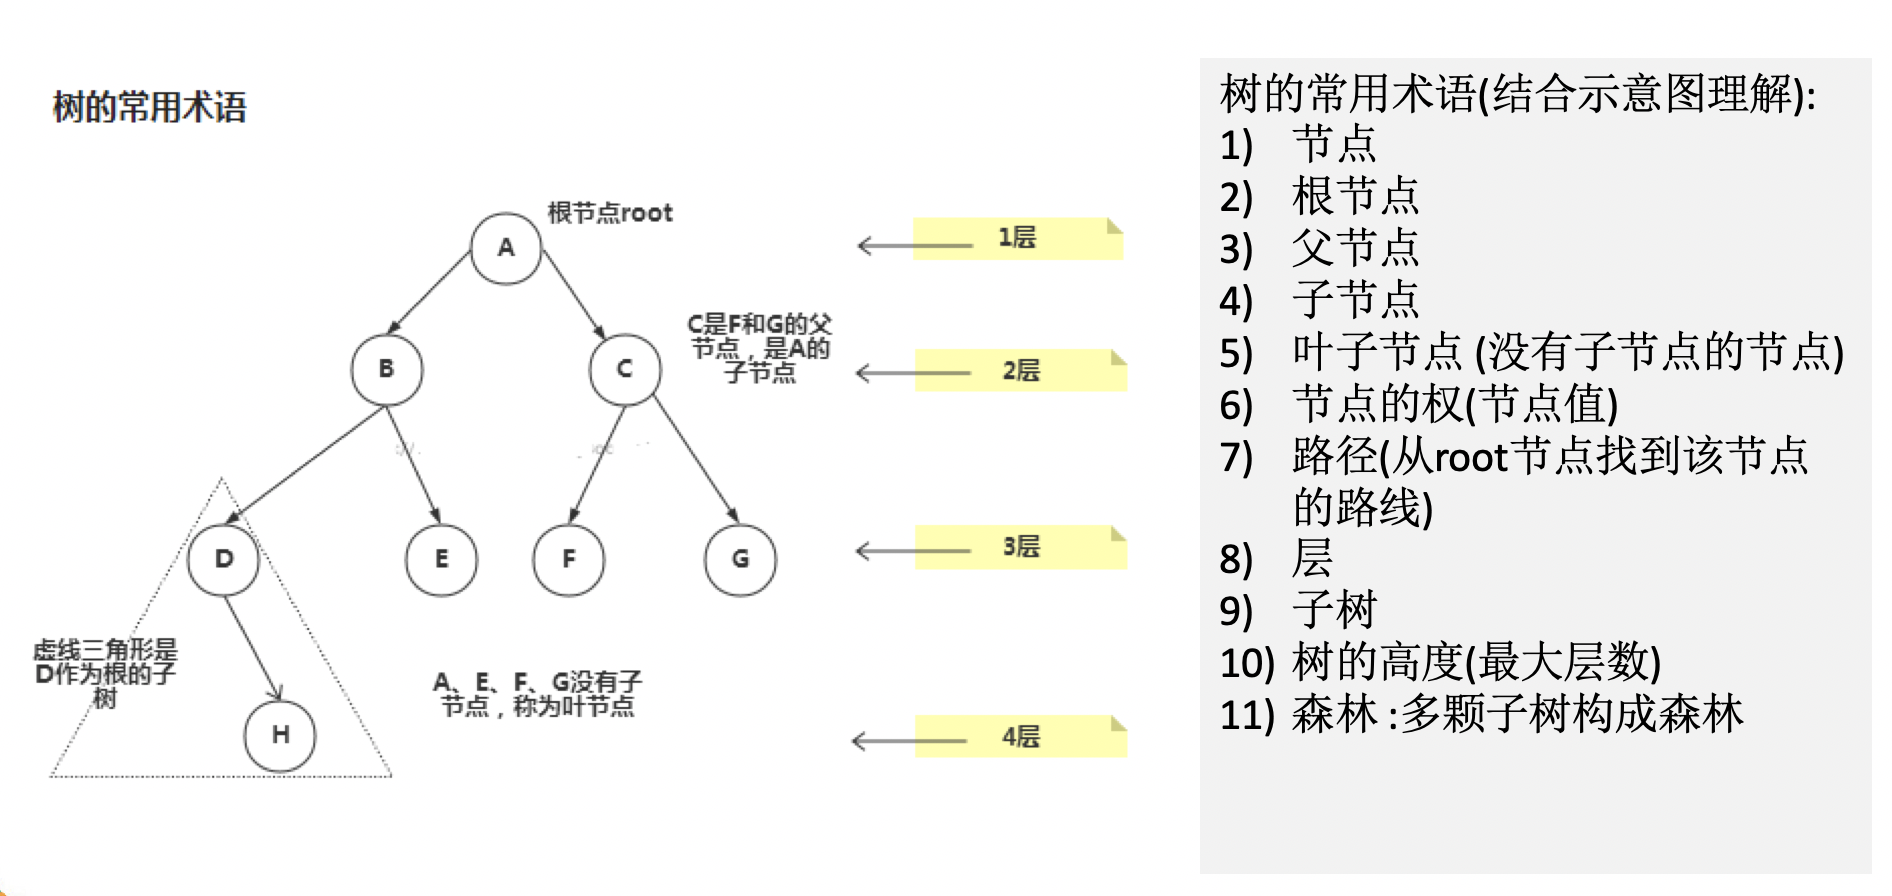 树的常用术语
根节点root
A
1层
C是F和G的父
节点，是A的
子节点
B
C
2层
D
E
F
G
3层
虚线三角形是
D作为根的子
树
A、E、F、G没有子
节点，称为叶节点
H
4层
树的常用术语(结合示意图理解):
1) 节点
2) 根节点
3) 父节点
4) 子节点
5) 叶子节点 (没有子节点的节点)
6) 节点的权(节点值)
7) 路径(从root节点找到该节点
的路线)
8) 层
9) 子树
10) 树的高度(最大层数)
11) 森林 :多颗子树构成森林